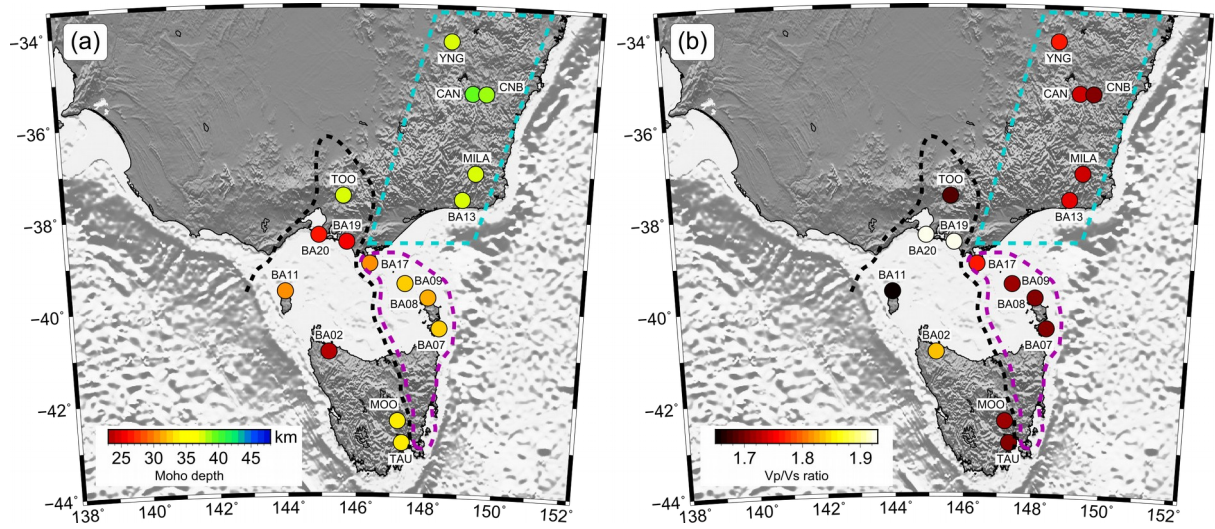 (a)
−34°
−36°
−38°
−40°
−42°
−44°
YNG
CAN
CNB
MILA
BA13
TOO
BA19
BA20
BA17
BA11
BA09
BA08
BA07
BA02
MOO
TAU
25 30 35 40 45 km
Moho depth
138° 140° 142° 144° 146° 148° 150° 152°
(b)
−34°
−36°
−38°
−40°
−42°
−44°
YNG
CAN
CNB
MILA
BA13
TOO
BA19
BA20
BA17
BA11
BA09
BA08
BA07
BA02
MOO
TAU
1.7 1.8 1.9
Vp/Vs ratio
138° 140° 142° 144° 146° 148° 150° 152°